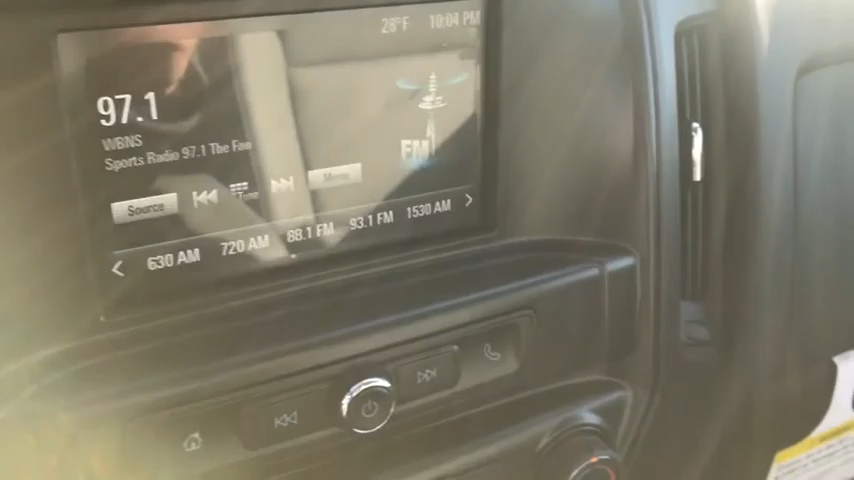 28°F 10:04 PM
97.1
WBNS
Sports Radio 97.1 The Fan
FM
Source
Tune
Menu
630 AM 720 AM 88.1 FM 93.1 FM 1530 AM